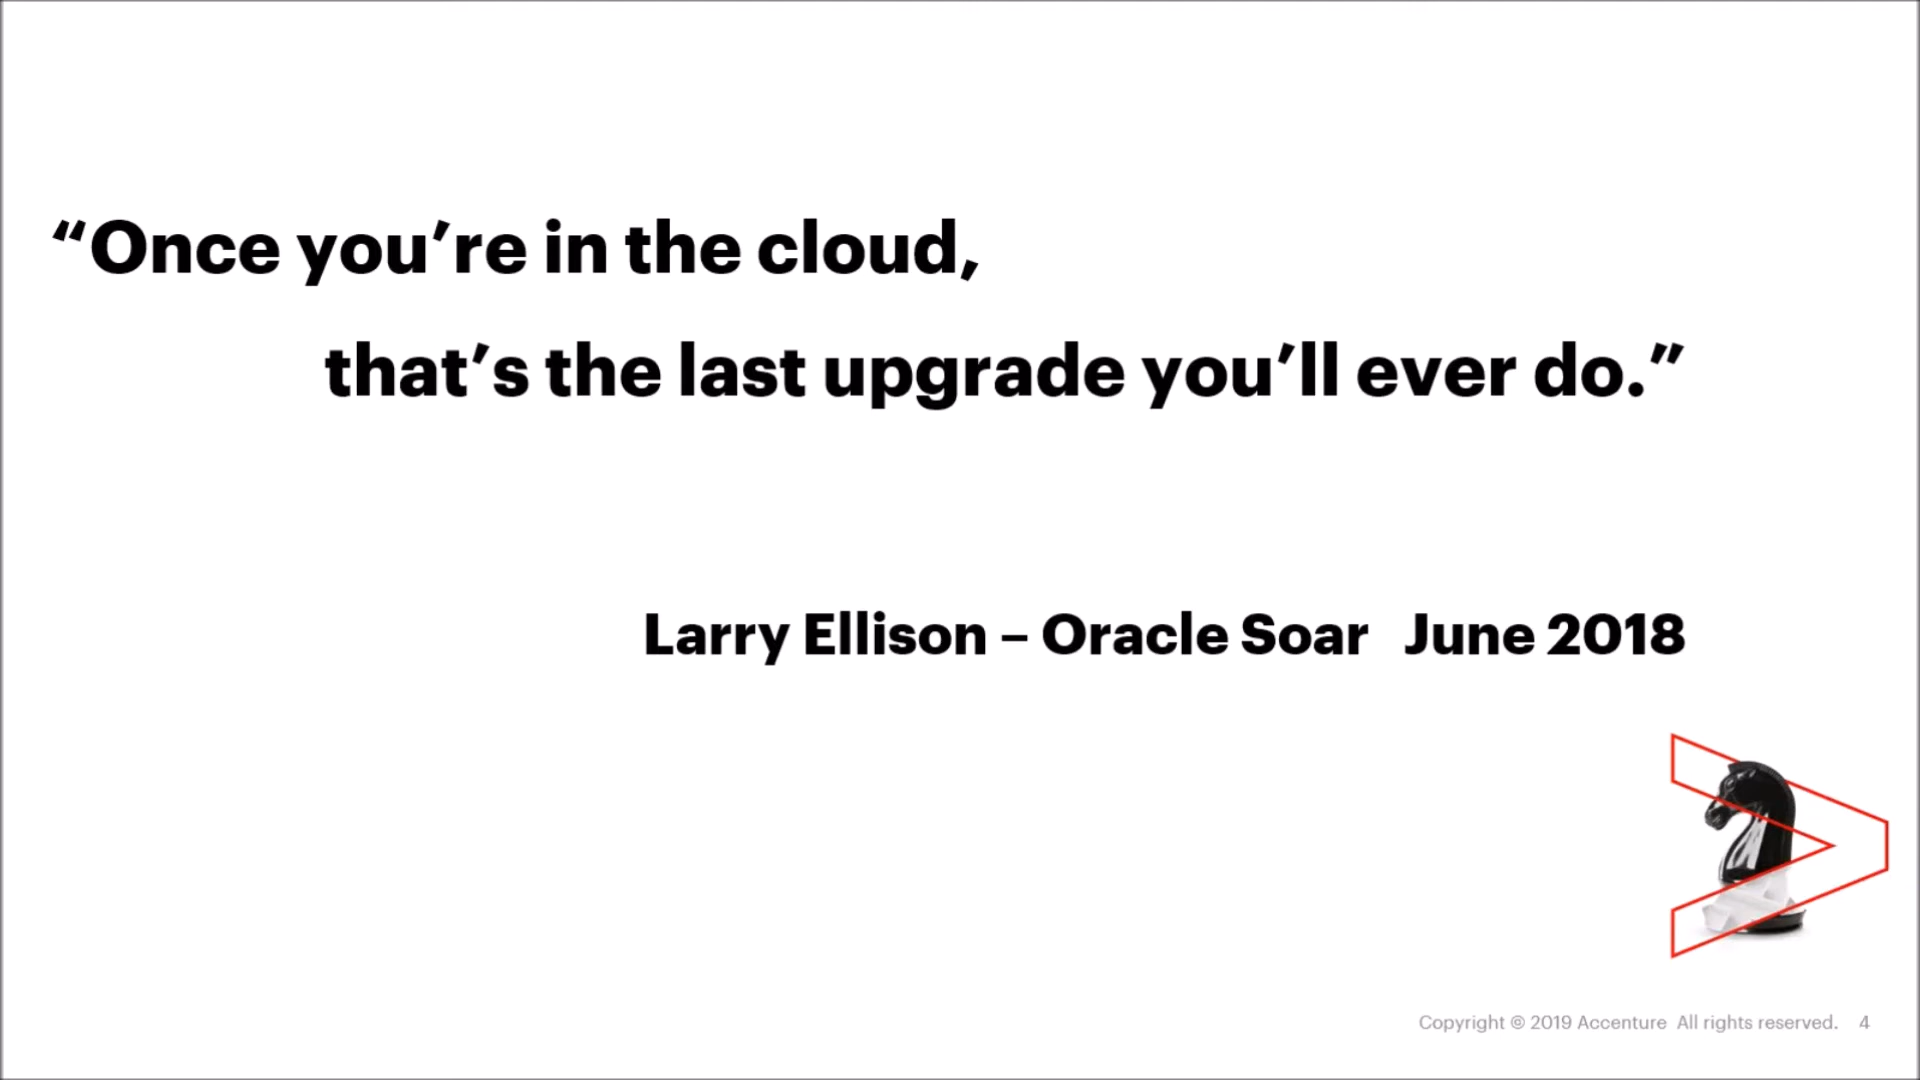 “Once you’re in the cloud,
that’s the last upgrade you’ll ever do.”
Larry Ellison – Oracle Soar June 2018
Copyright © 2019 Accenture All rights reserved. 4